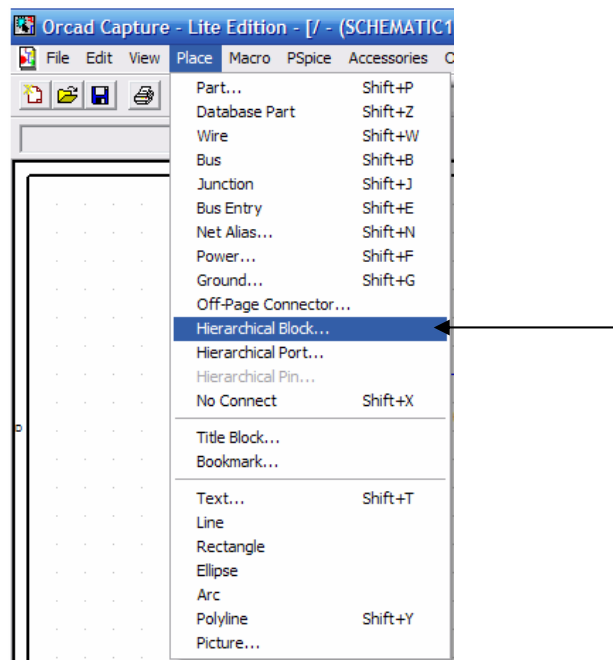 Orcad Capture - Lite Edition - [/ - (SCHEMATIC1
File Edit View Place Macro PSpice Accessories
Part... Shift+P
Database Part Shift+Z
Wire Shift+W
Bus Shift+B
Junction Shift+J
Bus Entry Shift+E
Net Alias... Shift+N
Power... Shift+F
Ground... Shift+G
Off-Page Connector...
Hierarchical Block...
Hierarchical Port...
Hierarchical Pin...
No Connect Shift+X
Title Block...
Bookmark...
Text... Shift+T
Line
Rectangle
Ellipse
Arc
Polyline Shift+Y
Picture...